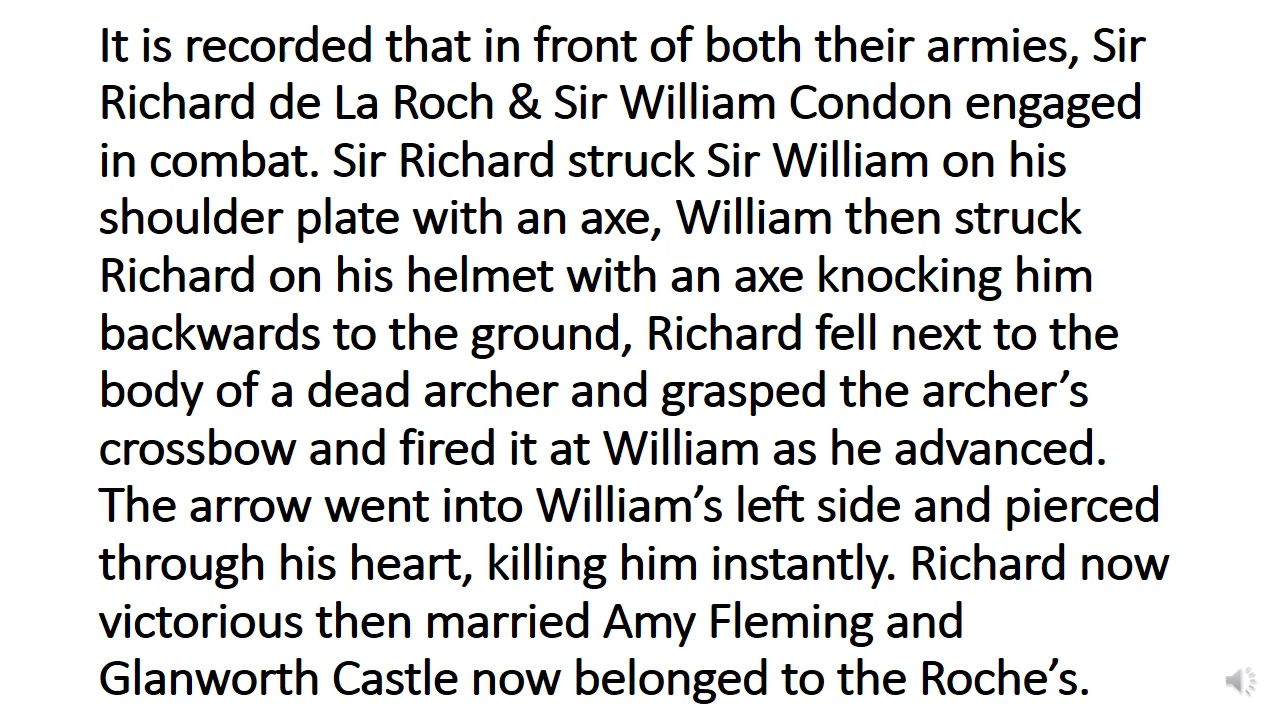 It is recorded that in front of both their armies, Sir
Richard de La Roch & Sir William Condon engaged
in combat. Sir Richard struck Sir William on his
shoulder plate with an axe, William then struck
Richard on his helmet with an axe knocking him
backwards to the ground, Richard fell next to the
body of a dead archer and grasped the archer’s
crossbow and fired it at William as he advanced.
The arrow went into William’s left side and pierced
through his heart, killing him instantly. Richard now
victorious then married Amy Fleming and
Glanworth Castle now belonged to the Roche’s.